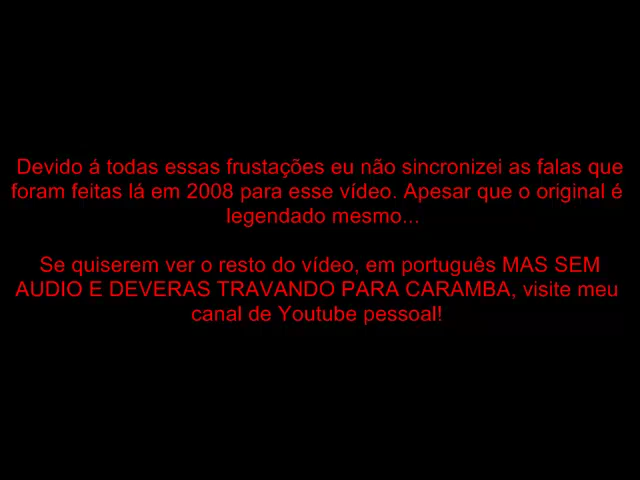 Devido á todas essas frustações eu não sincronizei as falas que
foram feitas lá em 2008 para esse vídeo. Apesar que o original é
legendado mesmo...
Se quiserem ver o resto do vídeo, em português MAS SEM
AUDIO E DEVERAS TRAVANDO PARA CARAMBA, visite meu
canal de Youtube pessoal!